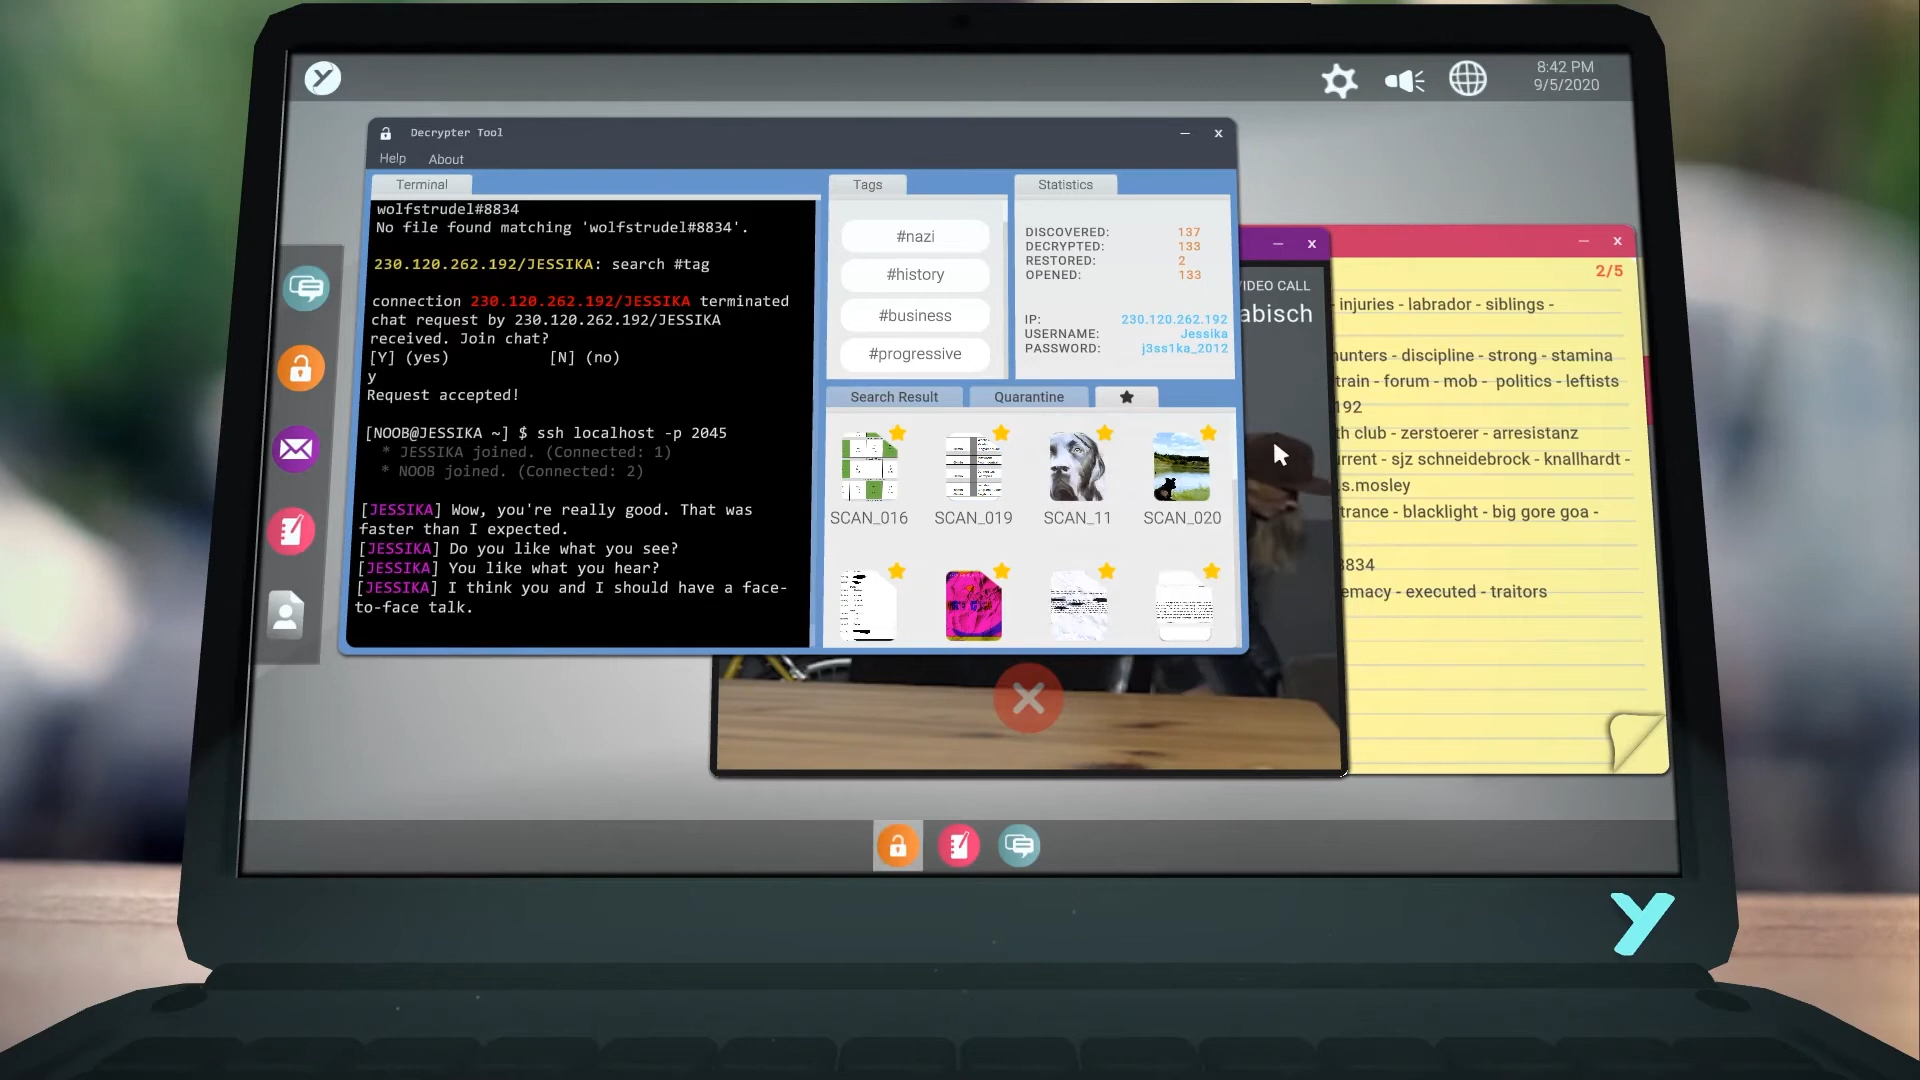 8:42 PM
9/5/2020
Decrypter Tool
Help About
Terminal
wolfstrudel#8834
No file found matching 'wolfstrudel#8834'.
230.120.262.192/JESSIKA: search #tag
connection 230.120.262.192/JESSIKA terminated
chat request by 230.120.262.192/JESSIKA
received. Join chat?
[Y] (yes) [N] (no)
y
Request accepted!
[NOOB@JESSIKA ~] $ ssh localhost -p 2045
* JESSIKA joined. (Connected: 1)
* NOOB joined. (Connected: 2)
[JESSIKA] Wow, you're really good. That was
faster than I expected.
[JESSIKA] Do you like what you see?
[JESSIKA] You like what you hear?
[JESSIKA] I think you and I should have a face-
to-face talk.
Tags
#nazi
#history
#business
#progressive
Statistics
DISCOVERED: 137
DECRYPTED: 133
RESTORED: 2
OPENED: 133
IP: 230.120.262.192
USERNAME: Jessika
PASSWORD: j3ss1ka_2012
Search Result Quarantine
SCAN_016 SCAN_019 SCAN_11 SCAN_020
VIDEO CALL
abisch
2/5
- injuries - labrador - siblings -
hunters - discipline - strong - stamina
train - forum - mob - politics - leftists
192
th club - zerstoerer - arresistanz
urrent - sjz schneidebrock - knallhardt -
.s.mosley
trance - blacklight - big gore goa -
8834
emacy - executed - traitors